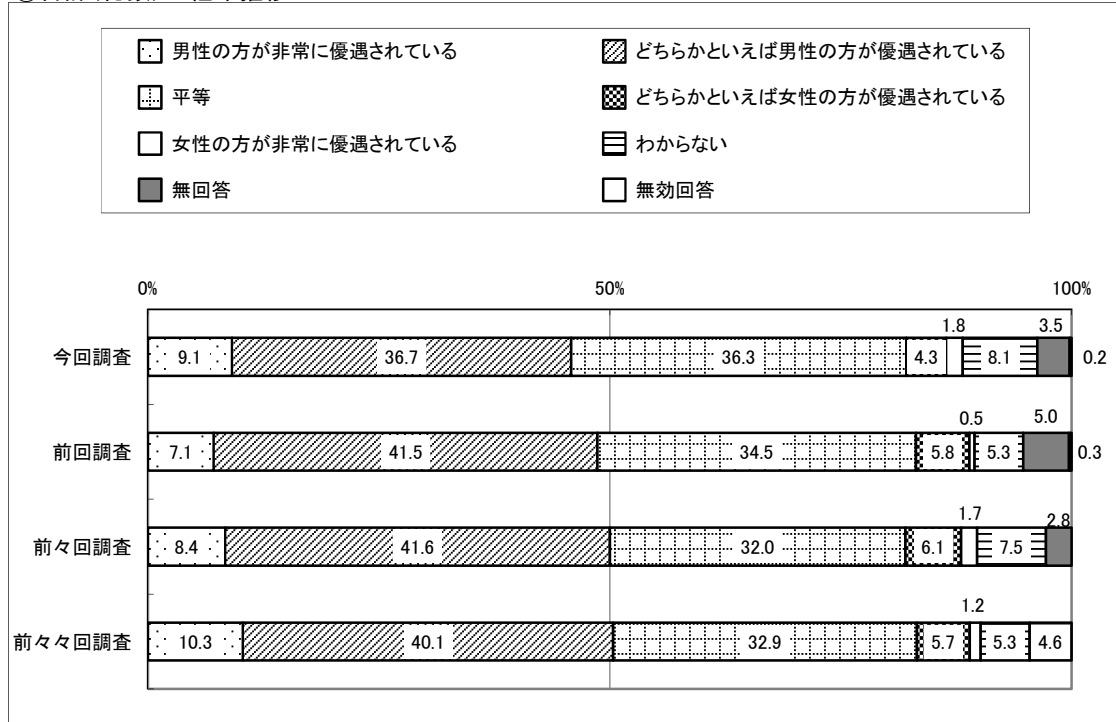 男性の方が非常に優遇されている どちらかといえば男性の方が優遇されている
平等 どちらかといえば女性の方が優遇されている
女性の方が非常に優遇されている わからない
無回答 無効回答
0% 50% 100%
1.8 3.5
今回調査 9.1 36.7 36.3 4.3 8.1 0.2
0.5 5.0
前回調査 7.1 41.5 34.5 5.8 5.3 0.3
1.7 2.8
前々回調査 8.4 41.6 32.0 6.1 7.5
1.2
前々々回調査 10.3 40.1 32.9 5.7 5.3 4.6